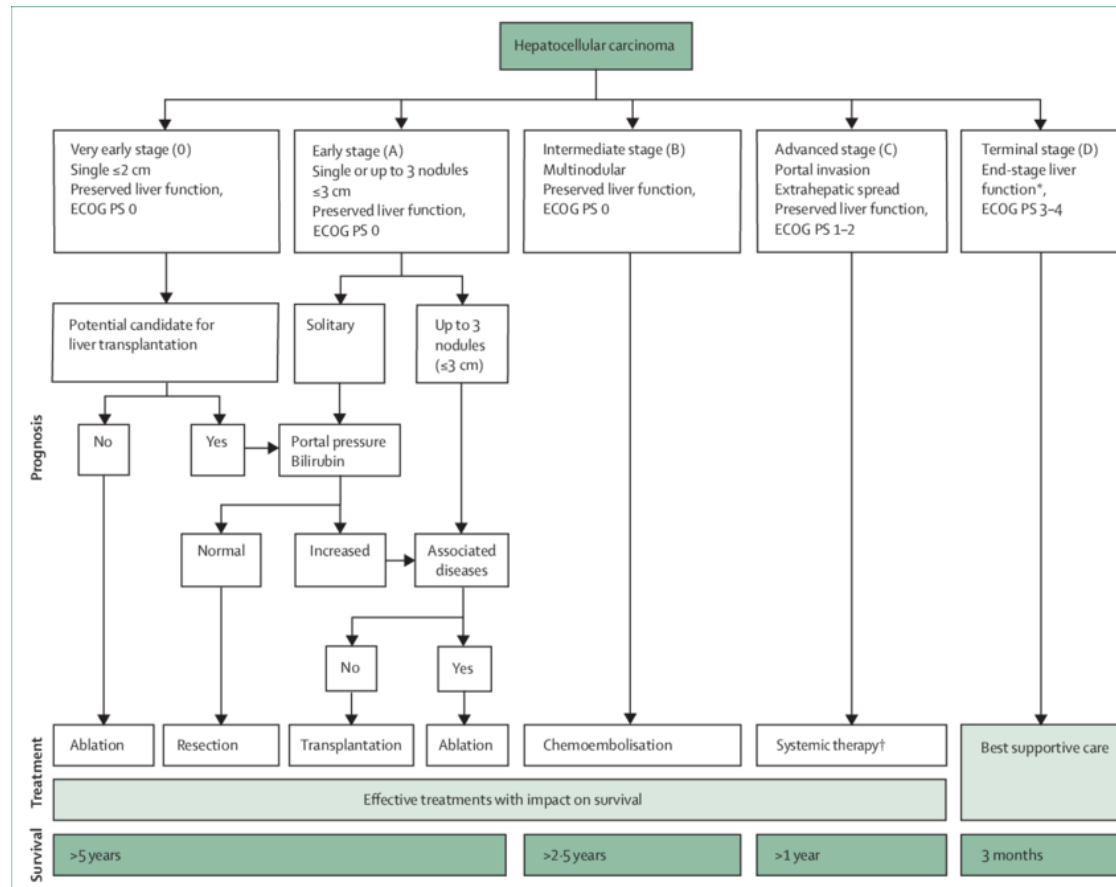 Hepatocellular carcinoma
Very early stage (0)
Single ≤2 cm
Preserved liver function,
ECOG PS 0
Early stage (A)
Single or up to 3 nodules
≤3 cm
Preserved liver function,
ECOG PS 0
Intermediate stage (B)
Multinodular
Preserved liver function,
ECOG PS 0
Advanced stage (C)
Portal invasion
Extrahepatic spread
Preserved liver function,
ECOG PS 1–2
Terminal stage (D)
End-stage liver
function*,
ECOG PS 3–4
Potential candidate for
liver transplantation
Solitary
Up to 3
nodules
(≤3 cm)
Prognosis
No
Yes
Portal pressure
Bilirubin
Normal
Increased
Associated
diseases
No
Yes
Treatment
Ablation
Resection
Transplantation
Ablation
Chemoembolisation
Systemic therapy†
Best supportive care
Effective treatments with impact on survival
Survival
>5 years
>2·5 years
>1 year
3 months